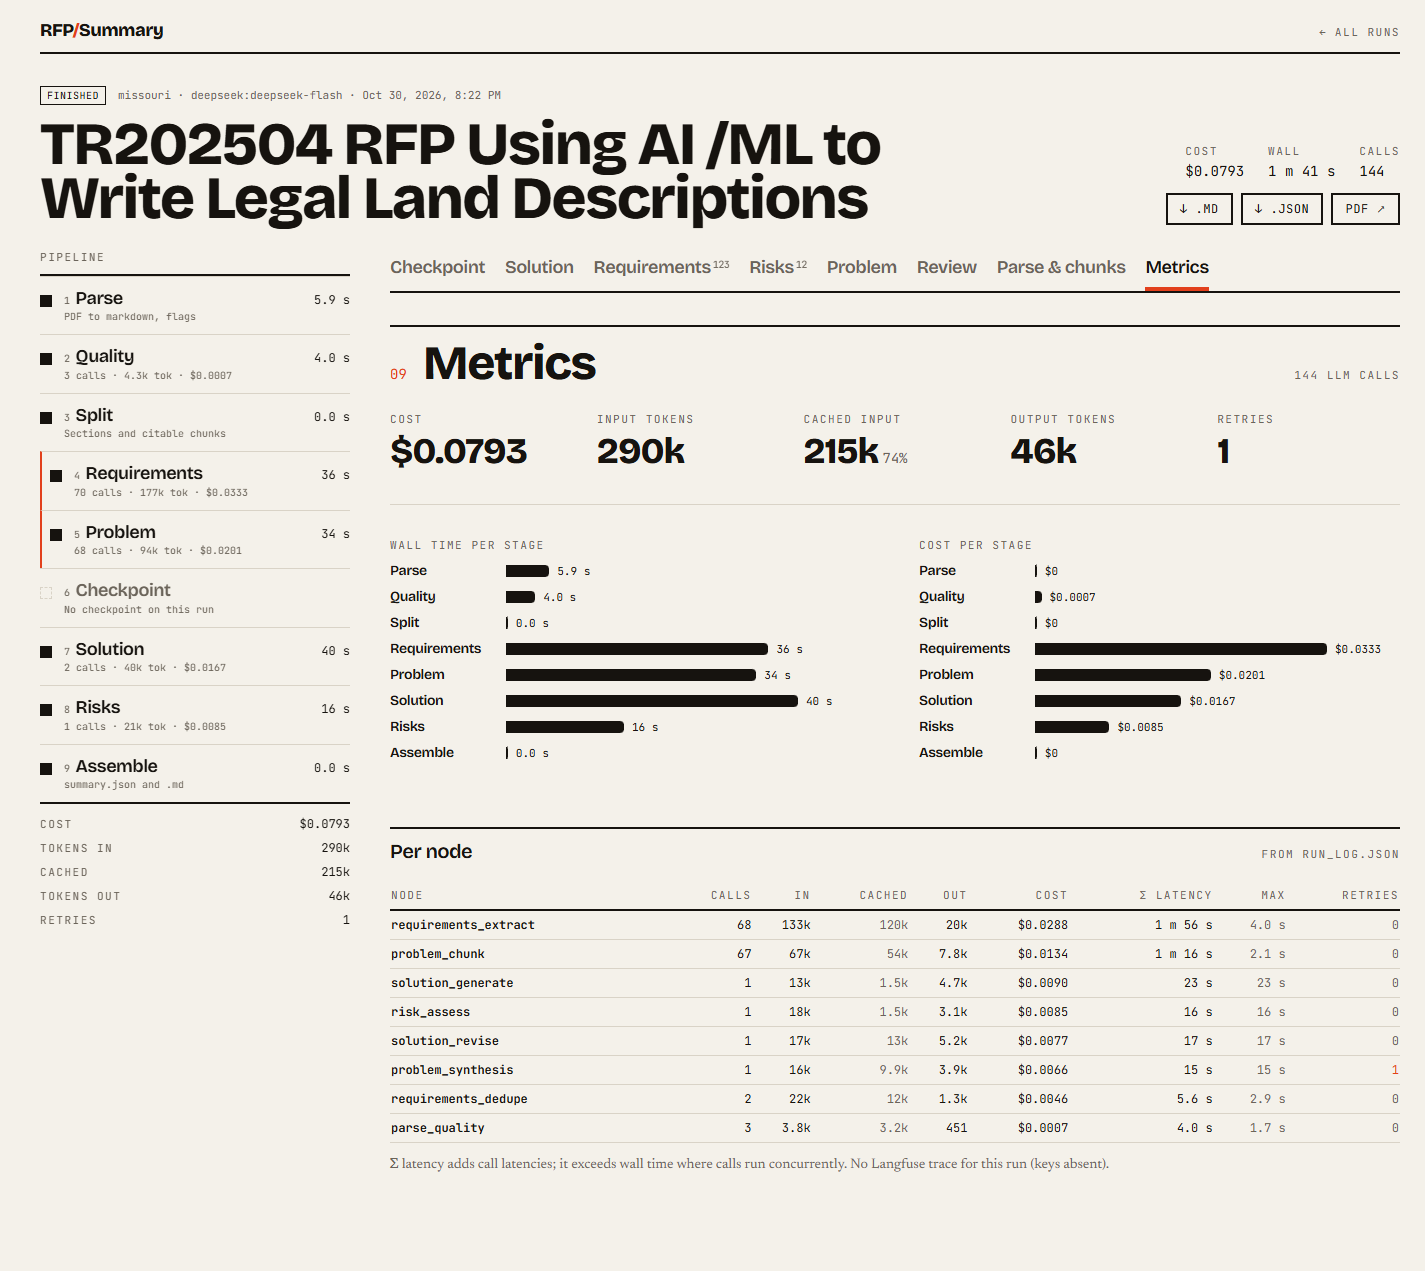 RFP/Summary
← ALL RUNS
FINISHED missouri · deepseek:deepseek-flash · Oct 30, 2026, 8:22 PM
TR202504 RFP Using AI /ML to
Write Legal Land Descriptions
COST WALL CALLS
$0.0793 1 m 41 s 144
↓ .MD ↓ .JSON PDF ↗
PIPELINE
1 Parse 5.9 s
PDF to markdown, flags
2 Quality 4.0 s
3 calls · 4.3k tok · $0.0007
3 Split 0.0 s
Sections and citable chunks
4 Requirements 36 s
70 calls · 177k tok · $0.0333
5 Problem 34 s
68 calls · 94k tok · $0.0201
6 Checkpoint
No checkpoint on this run
7 Solution 40 s
2 calls · 40k tok · $0.0167
8 Risks 16 s
1 calls · 21k tok · $0.0085
9 Assemble 0.0 s
summary.json and .md
COST $0.0793
TOKENS IN 290k
CACHED 215k
TOKENS OUT 46k
RETRIES 1
Checkpoint Solution Requirements 123 Risks 12 Problem Review Parse & chunks Metrics
09 Metrics 144 LLM CALLS
COST INPUT TOKENS CACHED INPUT OUTPUT TOKENS RETRIES
$0.0793 290k 215k 74% 46k 1
WALL TIME PER STAGE
Parse 5.9 s
Quality 4.0 s
Split 0.0 s
Requirements 36 s
Problem 34 s
Solution 40 s
Risks 16 s
Assemble 0.0 s
COST PER STAGE
Parse $0
Quality $0.0007
Split $0
Requirements $0.0333
Problem $0.0201
Solution $0.0167
Risks $0.0085
Assemble $0
Per node FROM RUN_LOG.JSON
NODE CALLS IN CACHED OUT COST Σ LATENCY MAX RETRIES
requirements_extract 68 133k 120k 20k $0.0288 1 m 56 s 4.0 s 0
problem_chunk 67 67k 54k 7.8k $0.0134 1 m 16 s 2.1 s 0
solution_generate 1 13k 1.5k 4.7k $0.0090 23 s 23 s 0
risk_assess 1 18k 1.5k 3.1k $0.0085 16 s 16 s 0
solution_revise 1 17k 13k 5.2k $0.0077 17 s 17 s 0
problem_synthesis 1 16k 9.9k 3.9k $0.0066 15 s 15 s 1
requirements_dedupe 2 22k 12k 1.3k $0.0046 5.6 s 2.9 s 0
parse_quality 3 3.8k 3.2k 451 $0.0007 4.0 s 1.7 s 0
Σ latency adds call latencies; it exceeds wall time where calls run concurrently. No Langfuse trace for this run (keys absent).